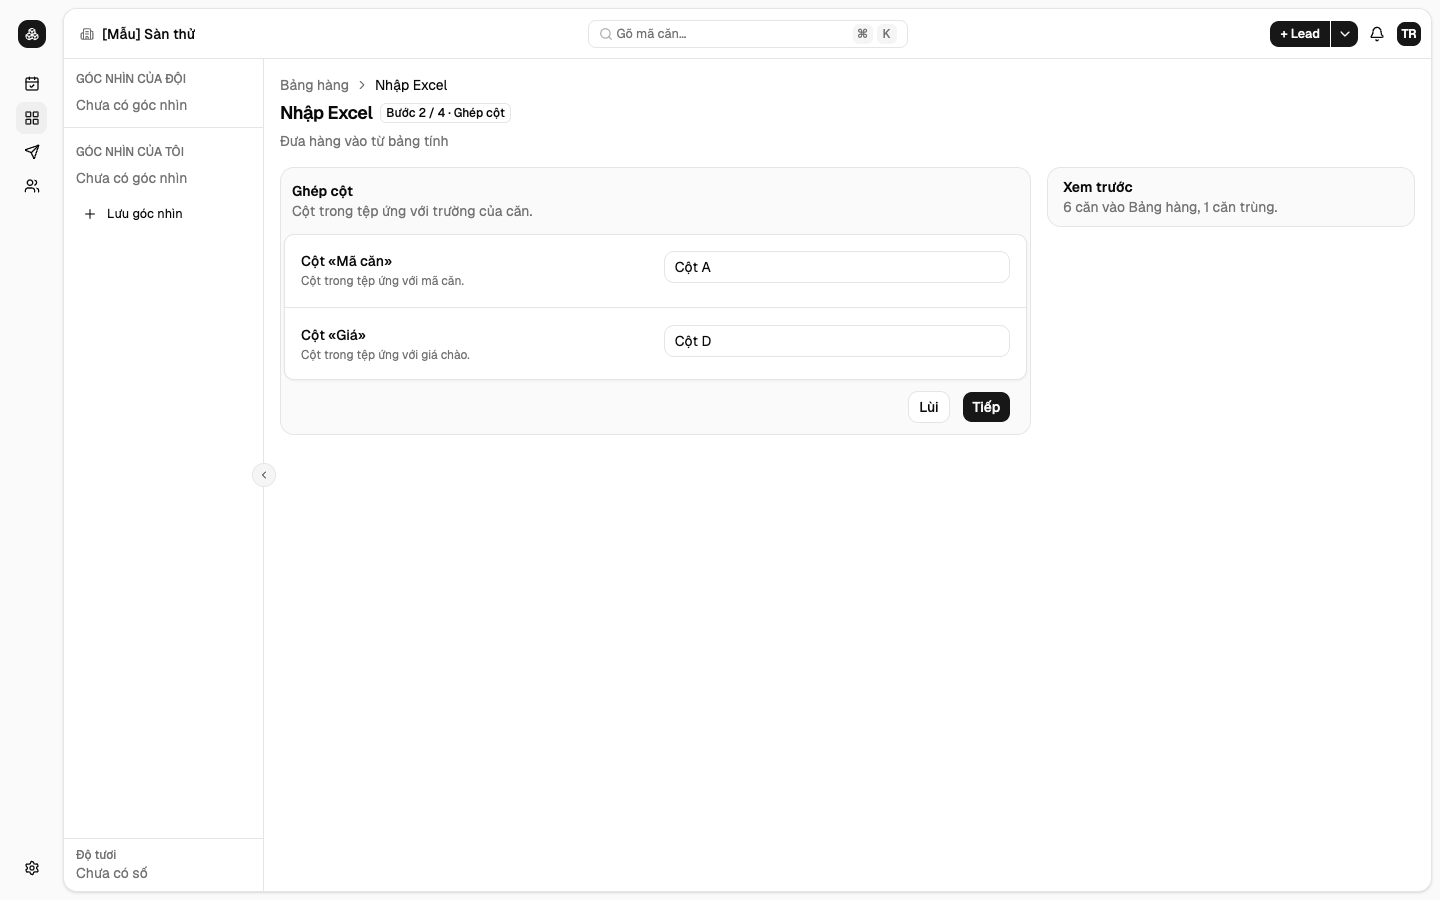 [Mẫu] Sàn thử
Gõ mã căn...
⌘ K
+ Lead
TR
GÓC NHÌN CỦA ĐỘI
Chưa có góc nhìn
GÓC NHÌN CỦA TÔI
Chưa có góc nhìn
Lưu góc nhìn
Độ tươi
Chưa có số
Bảng hàng > Nhập Excel
Nhập Excel Bước 2 / 4 · Ghép cột
Đưa hàng vào từ bảng tính
Ghép cột
Cột trong tệp ứng với trường của căn.
Cột «Mã căn»
Cột trong tệp ứng với mã căn.
Cột A
Cột «Giá»
Cột trong tệp ứng với giá chào.
Cột D
Lùi
Tiếp
Xem trước
6 căn vào Bảng hàng, 1 căn trùng.